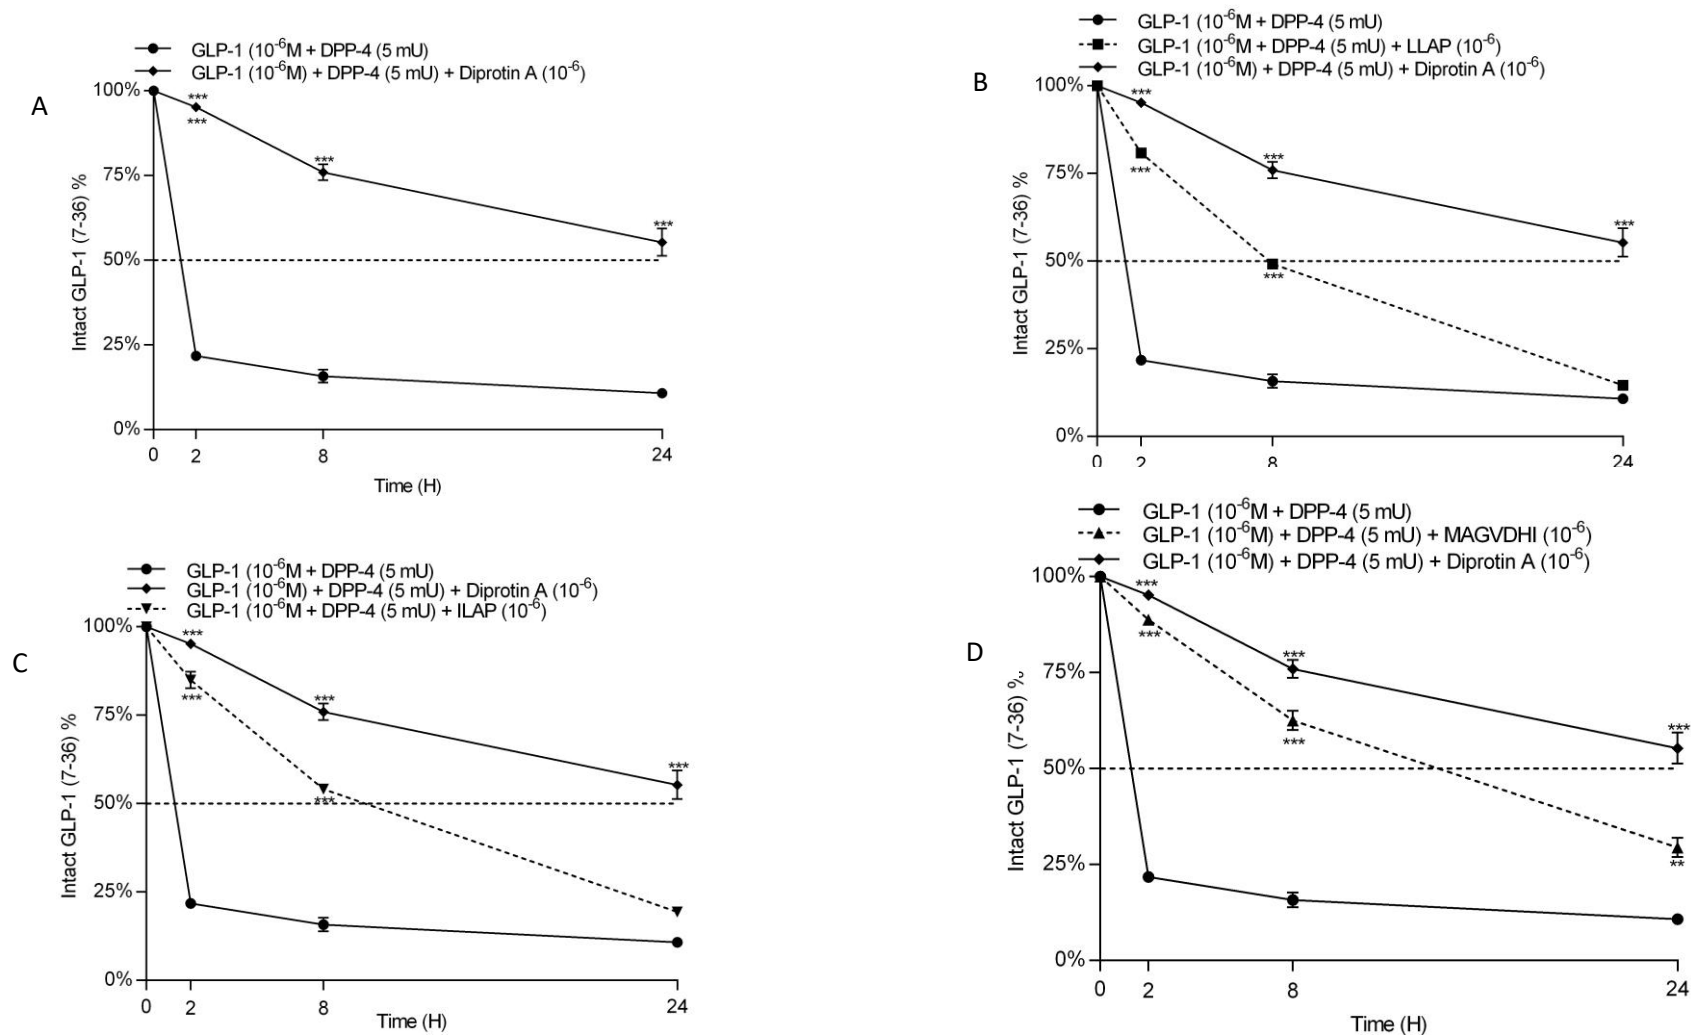 A
GLP-1 (10⁻⁶M + DPP-4 (5 mU)
GLP-1 (10⁻⁶M) + DPP-4 (5 mU) + Diprotin A (10⁻⁶)
100%
75%
50%
25%
0%
Intact GLP-1 (7-36) %
***
***
***
***
0 2 8 24
Time (H)
B
GLP-1 (10⁻⁶M + DPP-4 (5 mU)
GLP-1 (10⁻⁶M + DPP-4 (5 mU) + LLAP (10⁻⁶)
GLP-1 (10⁻⁶M) + DPP-4 (5 mU) + Diprotin A (10⁻⁶)
100%
75%
50%
25%
0%
Intact GLP-1 (7-36) %
***
***
***
***
***
0 2 8 24
C
GLP-1 (10⁻⁶M + DPP-4 (5 mU)
GLP-1 (10⁻⁶M) + DPP-4 (5 mU) + Diprotin A (10⁻⁶)
GLP-1 (10⁻⁶M + DPP-4 (5 mU) + ILAP (10⁻⁶)
100%
75%
50%
25%
0%
Intact GLP-1 (7-36) %
***
***
***
***
***
0 2 8 24
Time (H)
D
GLP-1 (10⁻⁶M + DPP-4 (5 mU)
GLP-1 (10⁻⁶M) + DPP-4 (5 mU) + MAGVDHI (10⁻⁶)
GLP-1 (10⁻⁶M) + DPP-4 (5 mU) + Diprotin A (10⁻⁶)
100%
75%
50%
25%
0%
Intact GLP-1 (7-36) %
***
***
***
***
***
**
0 2 8 24
Time (H)